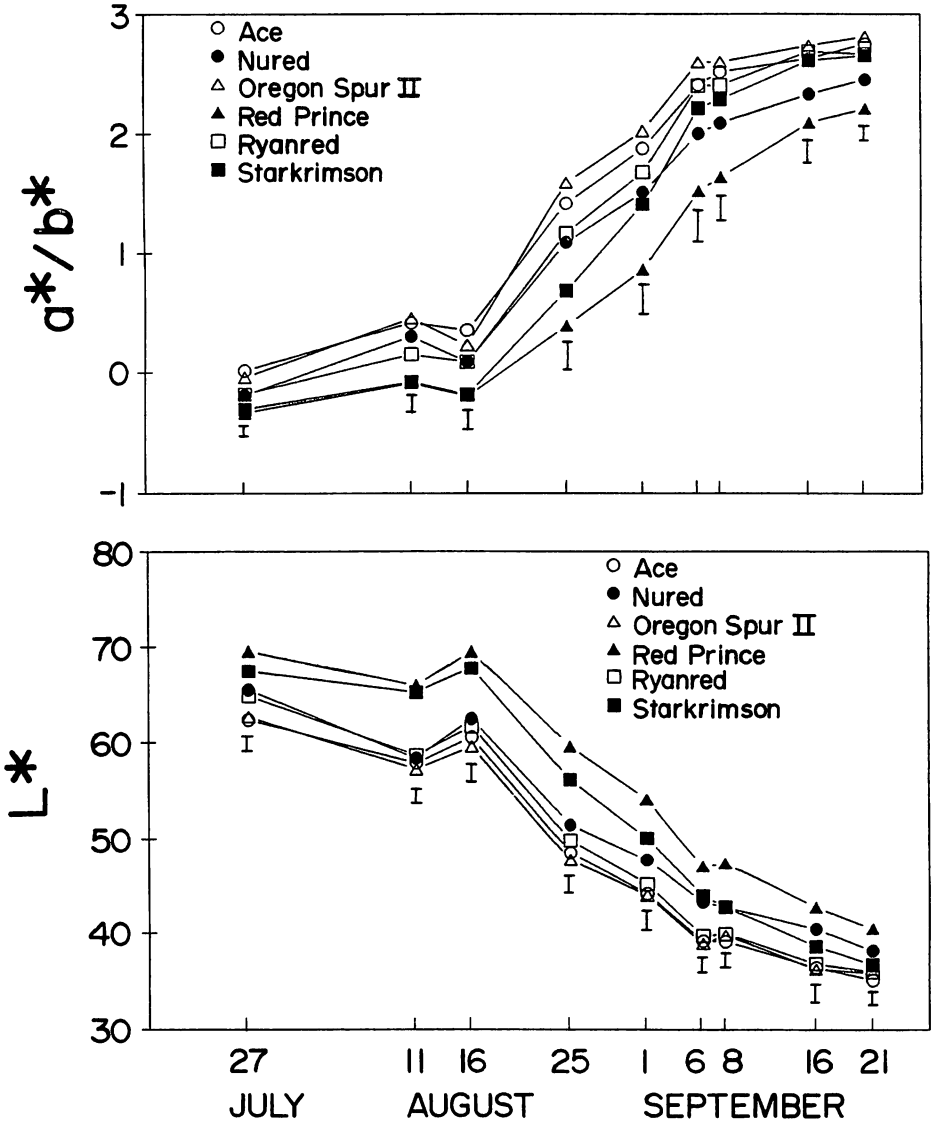 3
2
1
0
-1
a*/b*
Ace
Nured
Oregon Spur II
Red Prince
Ryanred
Starkrimson
80
70
60
50
40
30
L*
Ace
Nured
Oregon Spur II
Red Prince
Ryanred
Starkrimson
27 11 16 25 1 6 8 16 21
JULY AUGUST SEPTEMBER